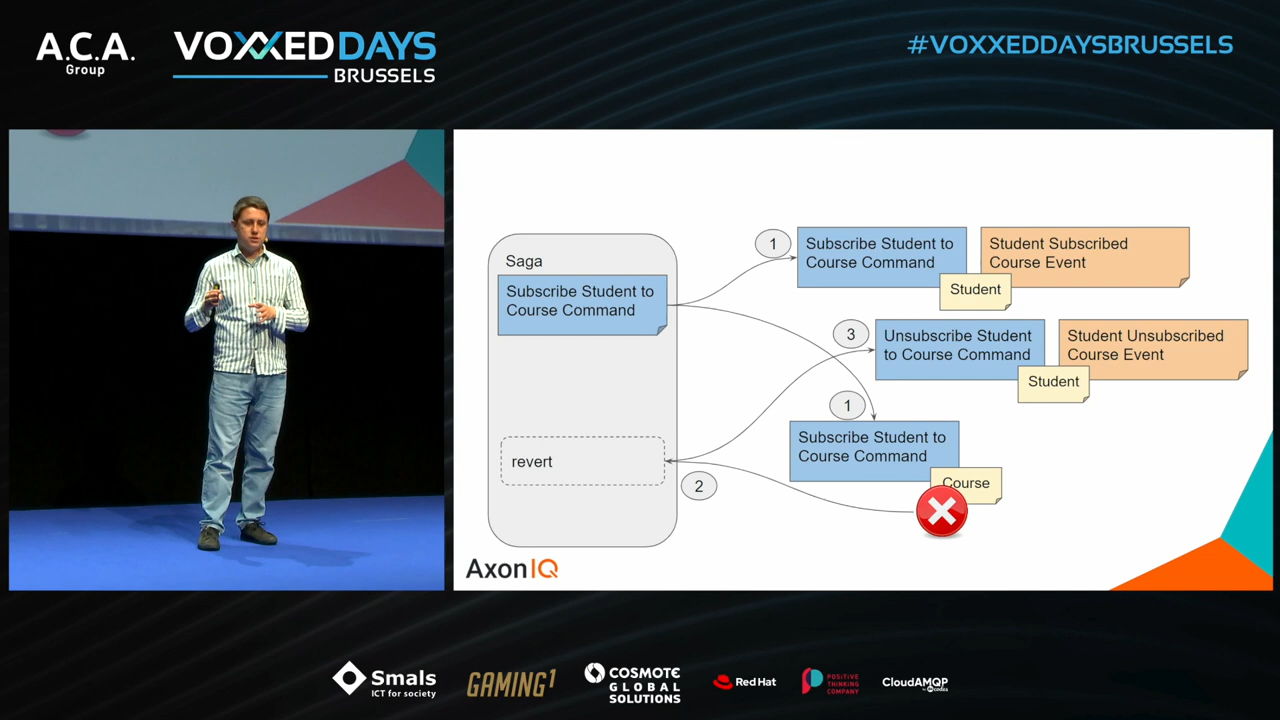 A.C.A.
Group
VOXXEDDAYS
BRUSSELS
#VOXXEDDAYSBRUSSELS
Saga
Subscribe Student to
Course Command
revert
1
Subscribe Student to
Course Command
Student Subscribed
Course Event
Student
3
Unsubscribe Student
to Course Command
Student Unsubscribed
Course Event
Student
1
Subscribe Student to
Course Command
Course
2
AxonIQ
Smals
ICT for society
GAMING1
COSMOTE
GLOBAL
SOLUTIONS
Red Hat
POSITIVE
THINKING
COMPANY
CloudAMQP